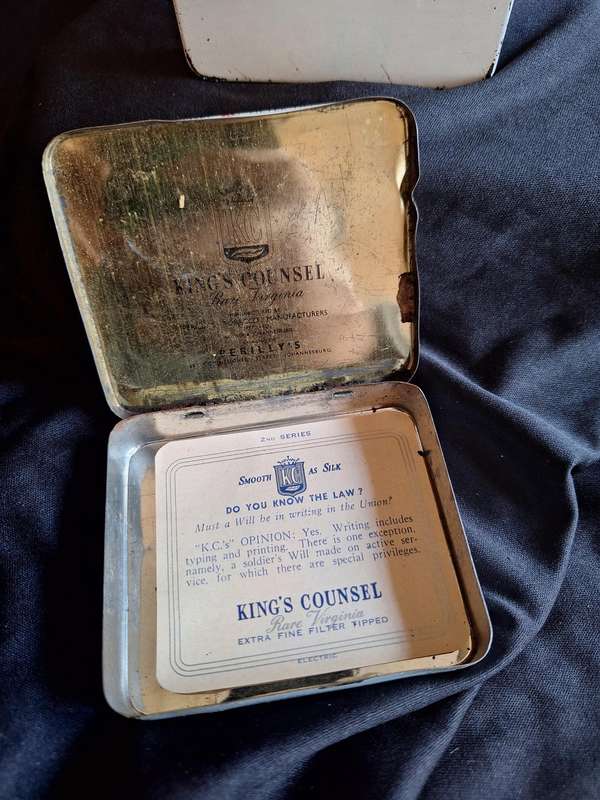 KC
KING'S COUNSEL
Rare Virginia
MANUFACTURERS
PERILLY'S
JOHANNESBURG
2ND SERIES
SMOOTH KC AS SILK
DO YOU KNOW THE LAW?
Must a Will be in writing in the Union?
"K.C.'s" OPINION: Yes. Writing includes
typing and printing. There is one exception,
namely, a soldier's Will made on active ser-
vice, for which there are special privileges.
KING'S COUNSEL
Rare Virginia
EXTRA FINE FILTER TIPPED
ELECTRIC